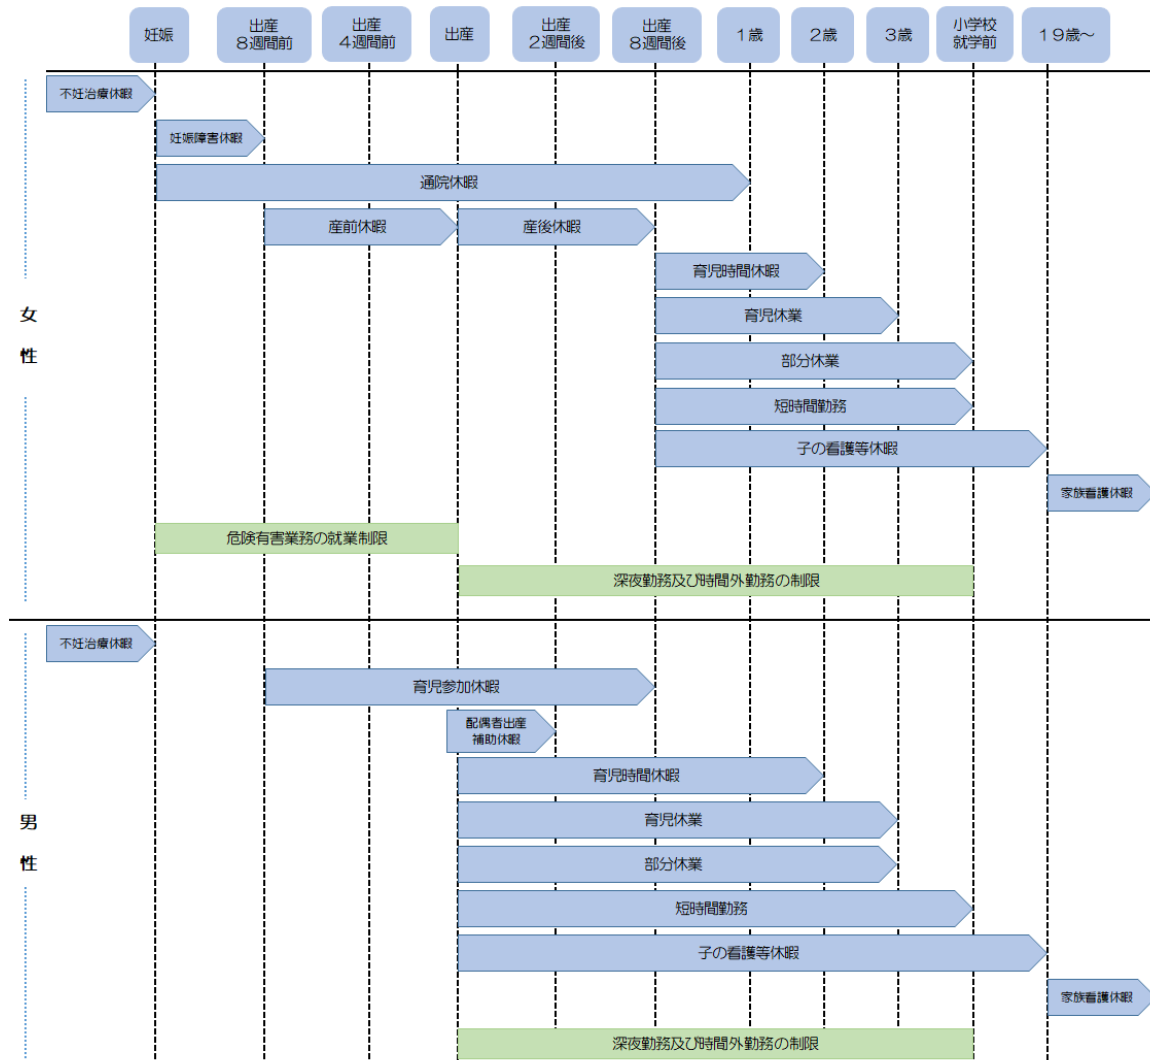 妊娠
出産
8週間前
出産
4週間前
出産
出産
2週間後
出産
8週間後
1歳
2歳
3歳
小学校
就学前
19歳~
女
性
不妊治療休暇
妊娠障害休暇
通院休暇
産前休暇
産後休暇
育児時間休暇
育児休業
部分休業
短時間勤務
子の看護等休暇
家族看護休暇
危険有害業務の就業制限
深夜勤務及び時間外勤務の制限
男
性
不妊治療休暇
育児参加休暇
配偶者出産
補助休暇
育児時間休暇
育児休業
部分休業
短時間勤務
子の看護等休暇
家族看護休暇
深夜勤務及び時間外勤務の制限